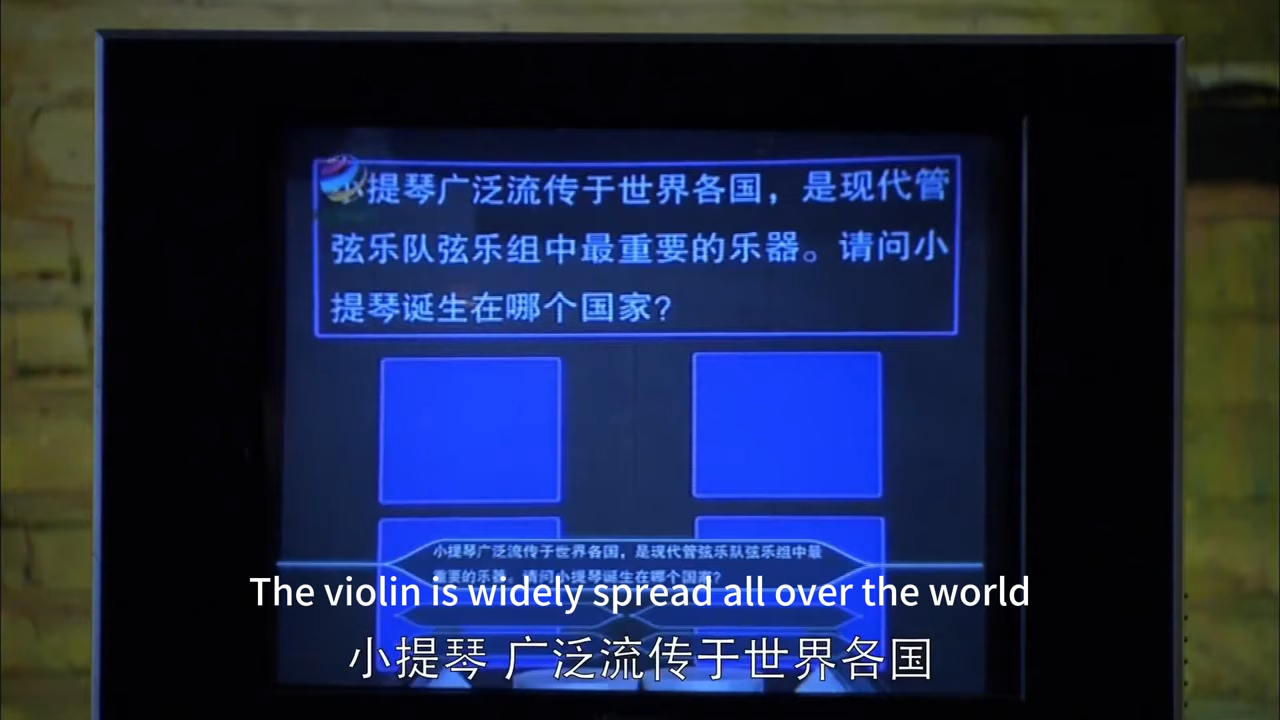 小提琴广泛流传于世界各国，是现代管
弦乐队弦乐组中最重要的乐器。请问小
提琴诞生在哪个国家？
小提琴广泛流传于世界各国，是现代管弦乐队弦乐组中最
重要的乐器。请问小提琴诞生在哪个国家？
The violin is widely spread all over the world
小提琴 广泛流传于世界各国